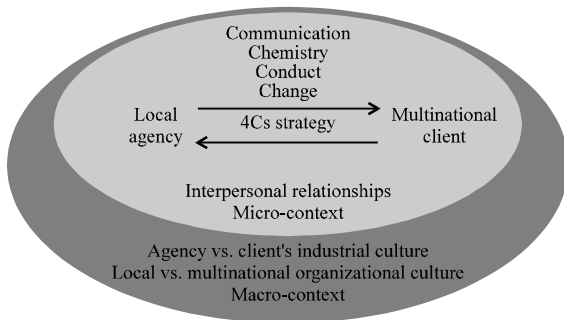 Communication
Chemistry
Conduct
Change
Local
agency
4Cs strategy
Multinational
client
Interpersonal relationships
Micro-context
Agency vs. client's industrial culture
Local vs. multinational organizational culture
Macro-context